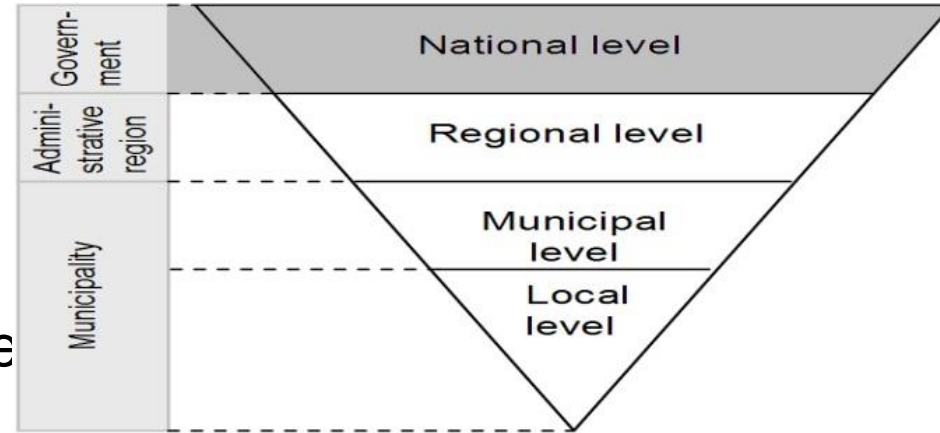 Govern-
ment
National level
Admini-
strative
region
Regional level
Municipality
Municipal
level
Local
level
e